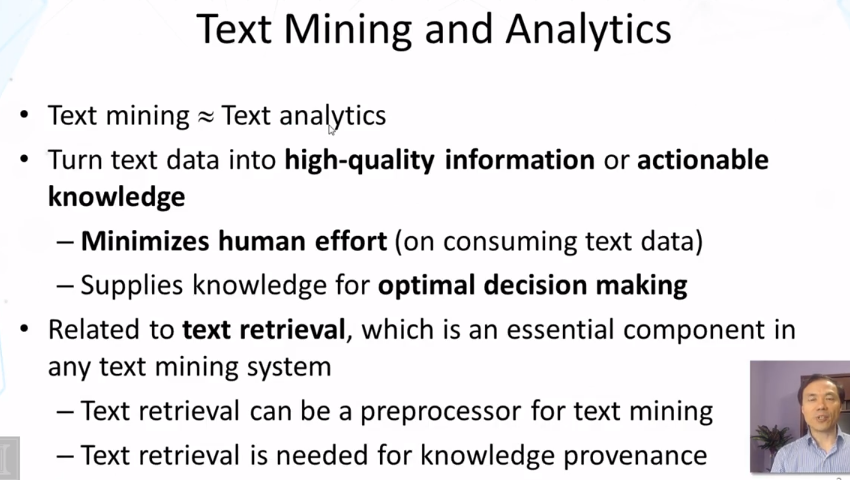 Text Mining and Analytics
• Text mining ≈ Text analytics
• Turn text data into high-quality information or actionable
knowledge
– Minimizes human effort (on consuming text data)
– Supplies knowledge for optimal decision making
• Related to text retrieval, which is an essential component in
any text mining system
– Text retrieval can be a preprocessor for text mining
– Text retrieval is needed for knowledge provenance